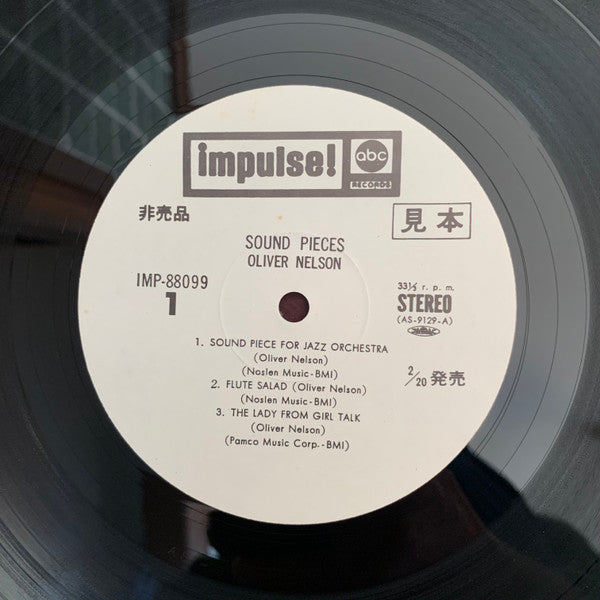 impulse!
abc
RECORDS
非売品
見本
SOUND PIECES
OLIVER NELSON
IMP-88099
1
33⅓ r. p. m.
STEREO
(AS-9129-A)
1. SOUND PIECE FOR JAZZ ORCHESTRA
(Oliver Nelson)
(Noslen Music-BMI)
2. FLUTE SALAD (Oliver Nelson)
(Noslen Music-BMI)
3. THE LADY FROM GIRL TALK
(Oliver Nelson)
(Pamco Music Corp.-BMI)
2/20 発売